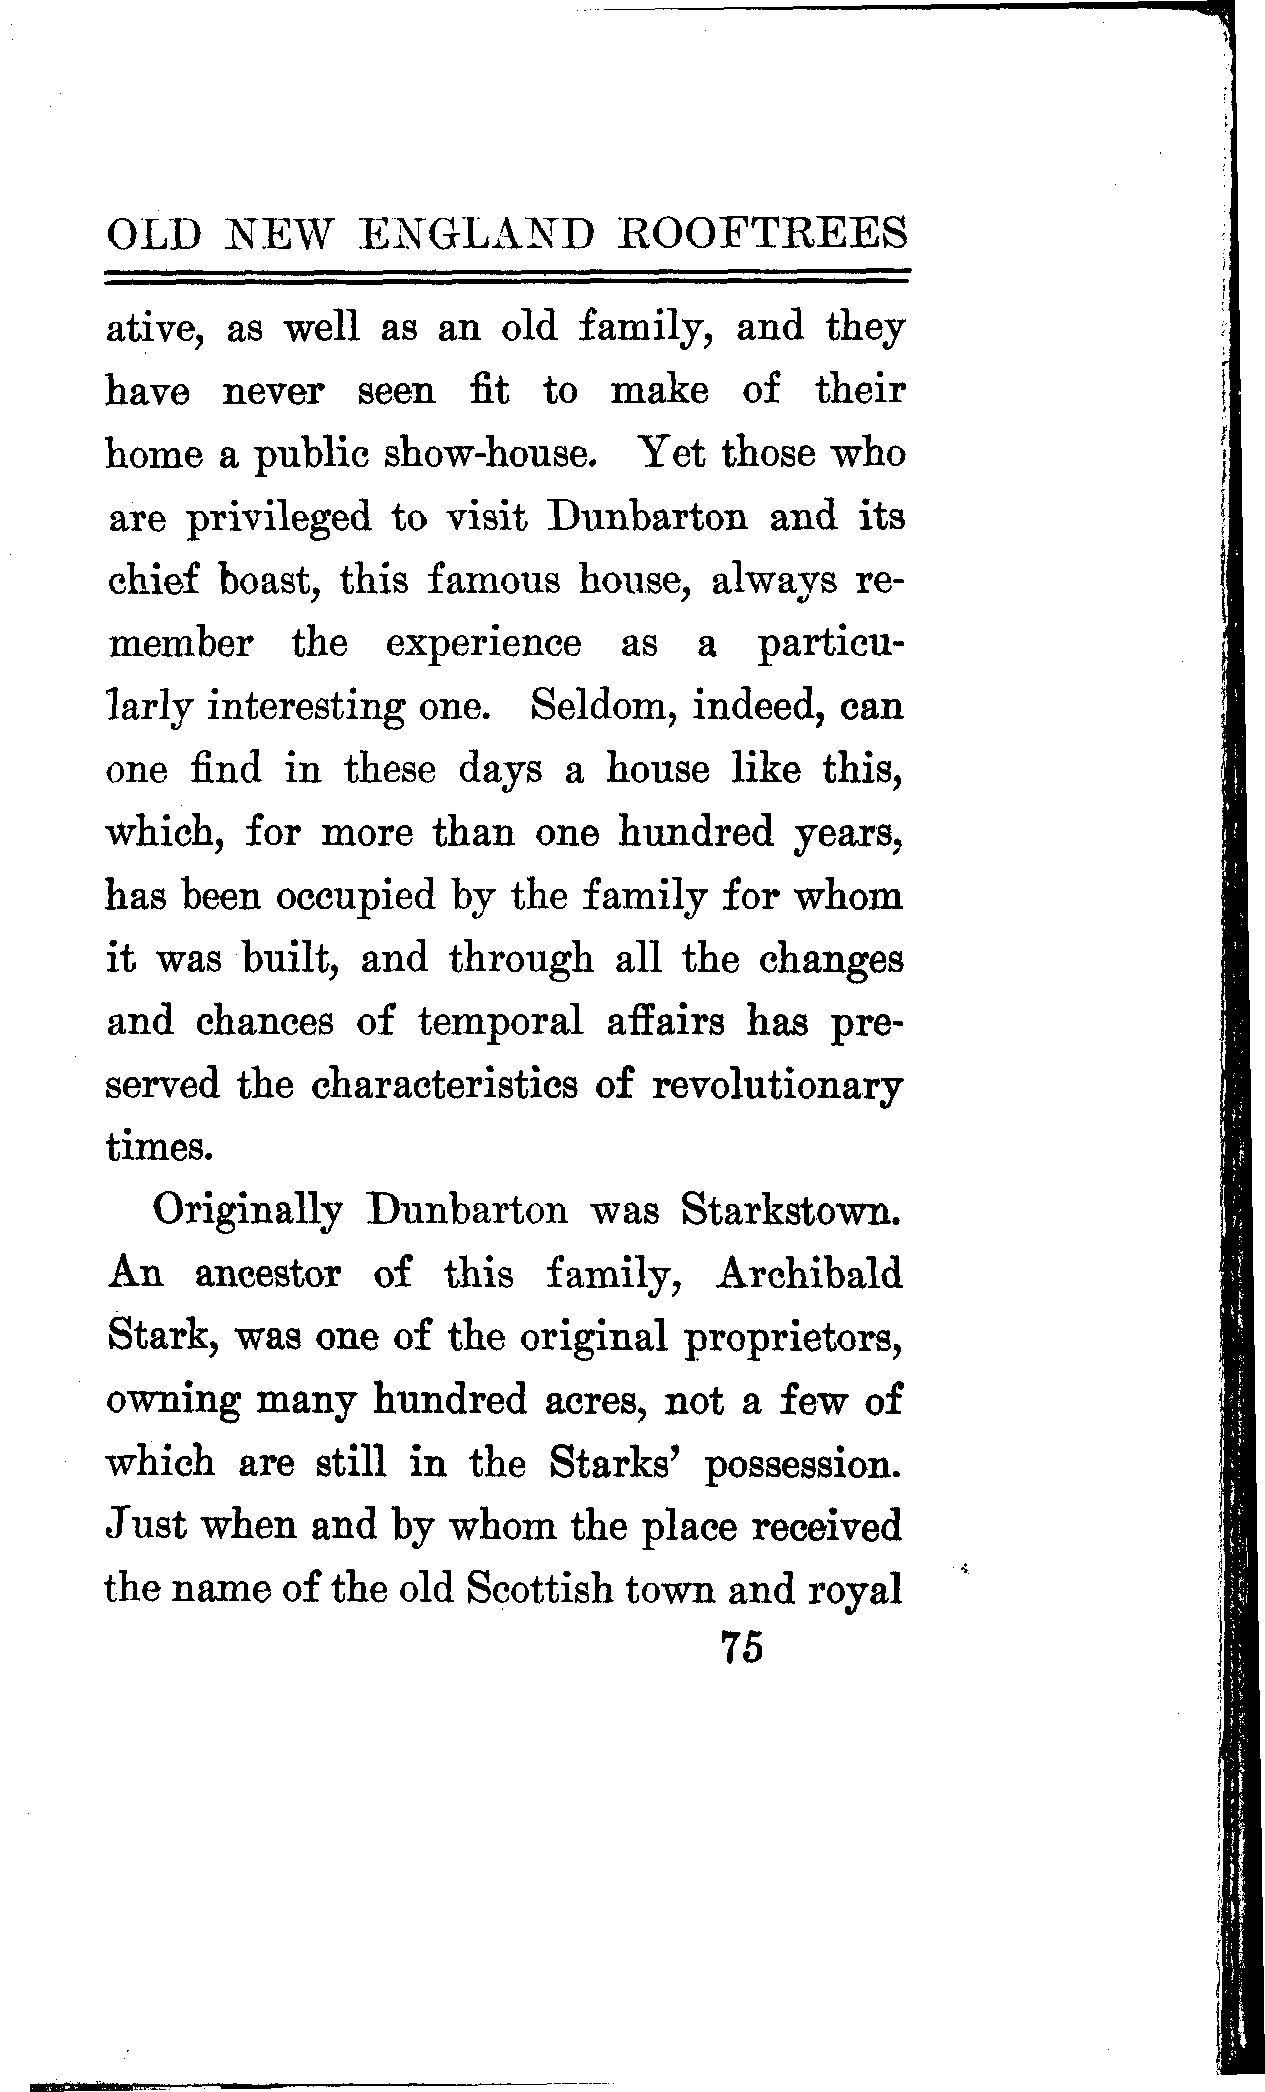 OLD NEW ENGLAND ROOFTREES
ative, as well as an old family, and they
have never seen fit to make of their
home a public show-house. Yet those who
are privileged to visit Dunbarton and its
chief boast, this famous house, always re-
member the experience as a particu-
larly interesting one. Seldom, indeed, can
one find in these days a house like this,
which, for more than one hundred years,
has been occupied by the family for whom
it was built, and through all the changes
and chances of temporal affairs has pre-
served the characteristics of revolutionary
times.
Originally Dunbarton was Starkstown.
An ancestor of this family, Archibald
Stark, was one of the original proprietors,
owning many hundred acres, not a few of
which are still in the Starks' possession.
Just when and by whom the place received
the name of the old Scottish town and royal
75